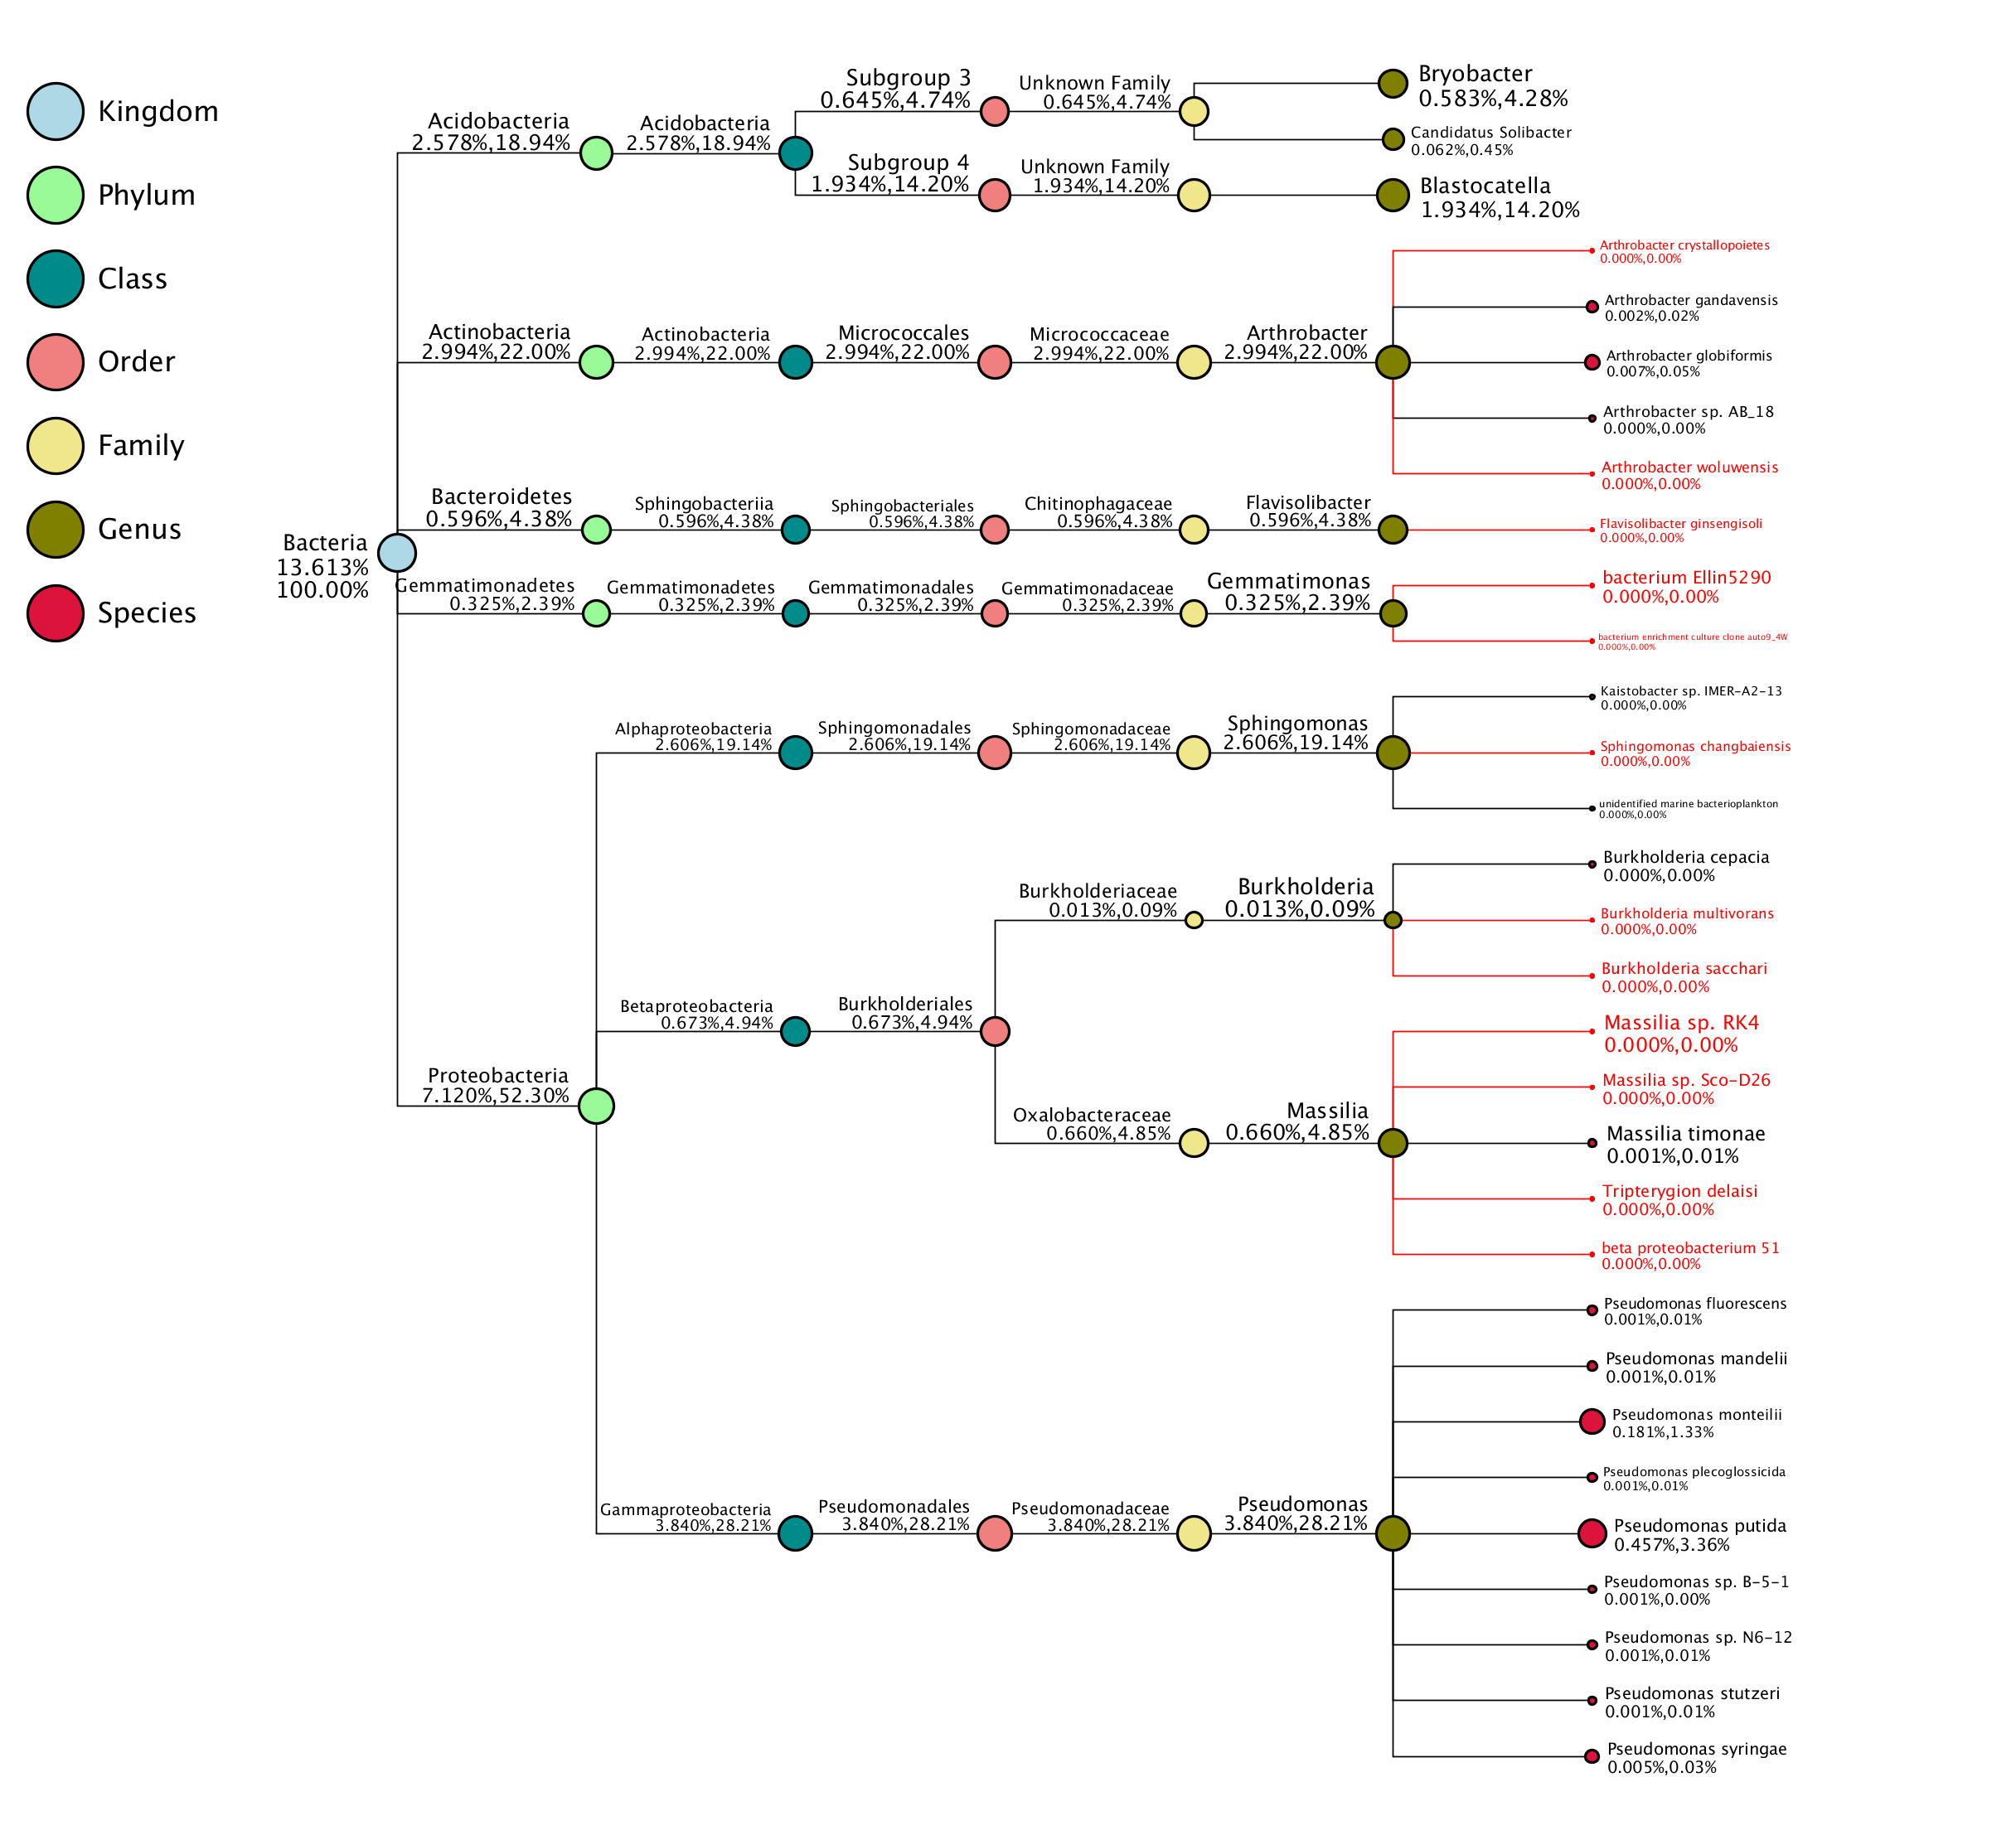 Kingdom
Phylum
Class
Order
Family
Genus
Species
Bacteria
13.613%
100.00%
Acidobacteria
2.578%,18.94%
Acidobacteria
2.578%,18.94%
Subgroup 3
0.645%,4.74%
Unknown Family
0.645%,4.74%
Bryobacter
0.583%,4.28%
Candidatus Solibacter
0.062%,0.45%
Subgroup 4
1.934%,14.20%
Unknown Family
1.934%,14.20%
Blastocatella
1.934%,14.20%
Actinobacteria
2.994%,22.00%
Actinobacteria
2.994%,22.00%
Micrococcales
2.994%,22.00%
Micrococcaceae
2.994%,22.00%
Arthrobacter
2.994%,22.00%
Arthrobacter crystallopoietes
0.000%,0.00%
Arthrobacter gandavensis
0.002%,0.02%
Arthrobacter globiformis
0.007%,0.05%
Arthrobacter sp. AB_18
0.000%,0.00%
Arthrobacter woluwensis
0.000%,0.00%
Bacteroidetes
0.596%,4.38%
Sphingobacteriia
0.596%,4.38%
Sphingobacteriales
0.596%,4.38%
Chitinophagaceae
0.596%,4.38%
Flavisolibacter
0.596%,4.38%
Flavisolibacter ginsengisoli
0.000%,0.00%
Gemmatimonadetes
0.325%,2.39%
Gemmatimonadetes
0.325%,2.39%
Gemmatimonadales
0.325%,2.39%
Gemmatimonadaceae
0.325%,2.39%
Gemmatimonas
0.325%,2.39%
bacterium Ellin5290
0.000%,0.00%
bacterium enrichment culture clone auto9_4W
0.000%,0.00%
Proteobacteria
7.120%,52.30%
Alphaproteobacteria
2.606%,19.14%
Sphingomonadales
2.606%,19.14%
Sphingomonadaceae
2.606%,19.14%
Sphingomonas
2.606%,19.14%
Kaistobacter sp. IMER-A2-13
0.000%,0.00%
Sphingomonas changbaiensis
0.000%,0.00%
unidentified marine bacterioplankton
0.000%,0.00%
Betaproteobacteria
0.673%,4.94%
Burkholderiales
0.673%,4.94%
Burkholderiaceae
0.013%,0.09%
Burkholderia
0.013%,0.09%
Burkholderia cepacia
0.000%,0.00%
Burkholderia multivorans
0.000%,0.00%
Burkholderia sacchari
0.000%,0.00%
Oxalobacteraceae
0.660%,4.85%
Massilia
0.660%,4.85%
Massilia sp. RK4
0.000%,0.00%
Massilia sp. Sco-D26
0.000%,0.00%
Massilia timonae
0.001%,0.01%
Tripterygion delaisi
0.000%,0.00%
beta proteobacterium 51
0.000%,0.00%
Gammaproteobacteria
3.840%,28.21%
Pseudomonadales
3.840%,28.21%
Pseudomonadaceae
3.840%,28.21%
Pseudomonas
3.840%,28.21%
Pseudomonas fluorescens
0.001%,0.01%
Pseudomonas mandelii
0.001%,0.01%
Pseudomonas monteilii
0.181%,1.33%
Pseudomonas plecoglossicida
0.001%,0.01%
Pseudomonas putida
0.457%,3.36%
Pseudomonas sp. B-5-1
0.001%,0.00%
Pseudomonas sp. N6-12
0.001%,0.01%
Pseudomonas stutzeri
0.001%,0.01%
Pseudomonas syringae
0.005%,0.03%